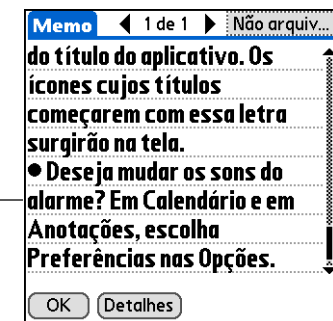 Memo 1 de 1 Não arquiv...
do título do aplicativo. Os
ícones cujos títulos
começarem com essa letra
surgirão na tela.
● Deseja mudar os sons do
alarme? Em Calendário e em
Anotações, escolha
Preferências nas Opções.
OK Detalhes